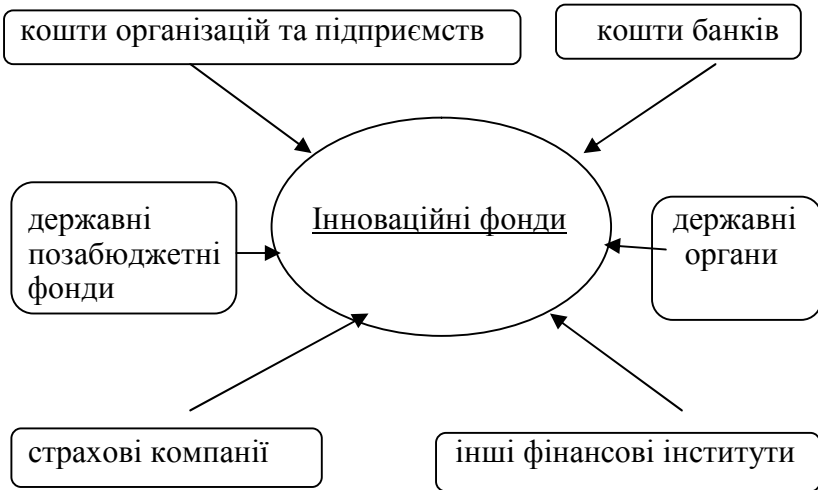 кошти організацій та підприємств
кошти банків
державні
позабюджетні
фонди
Інноваційні фонди
державні
органи
страхові компанії
інші фінансові інститути